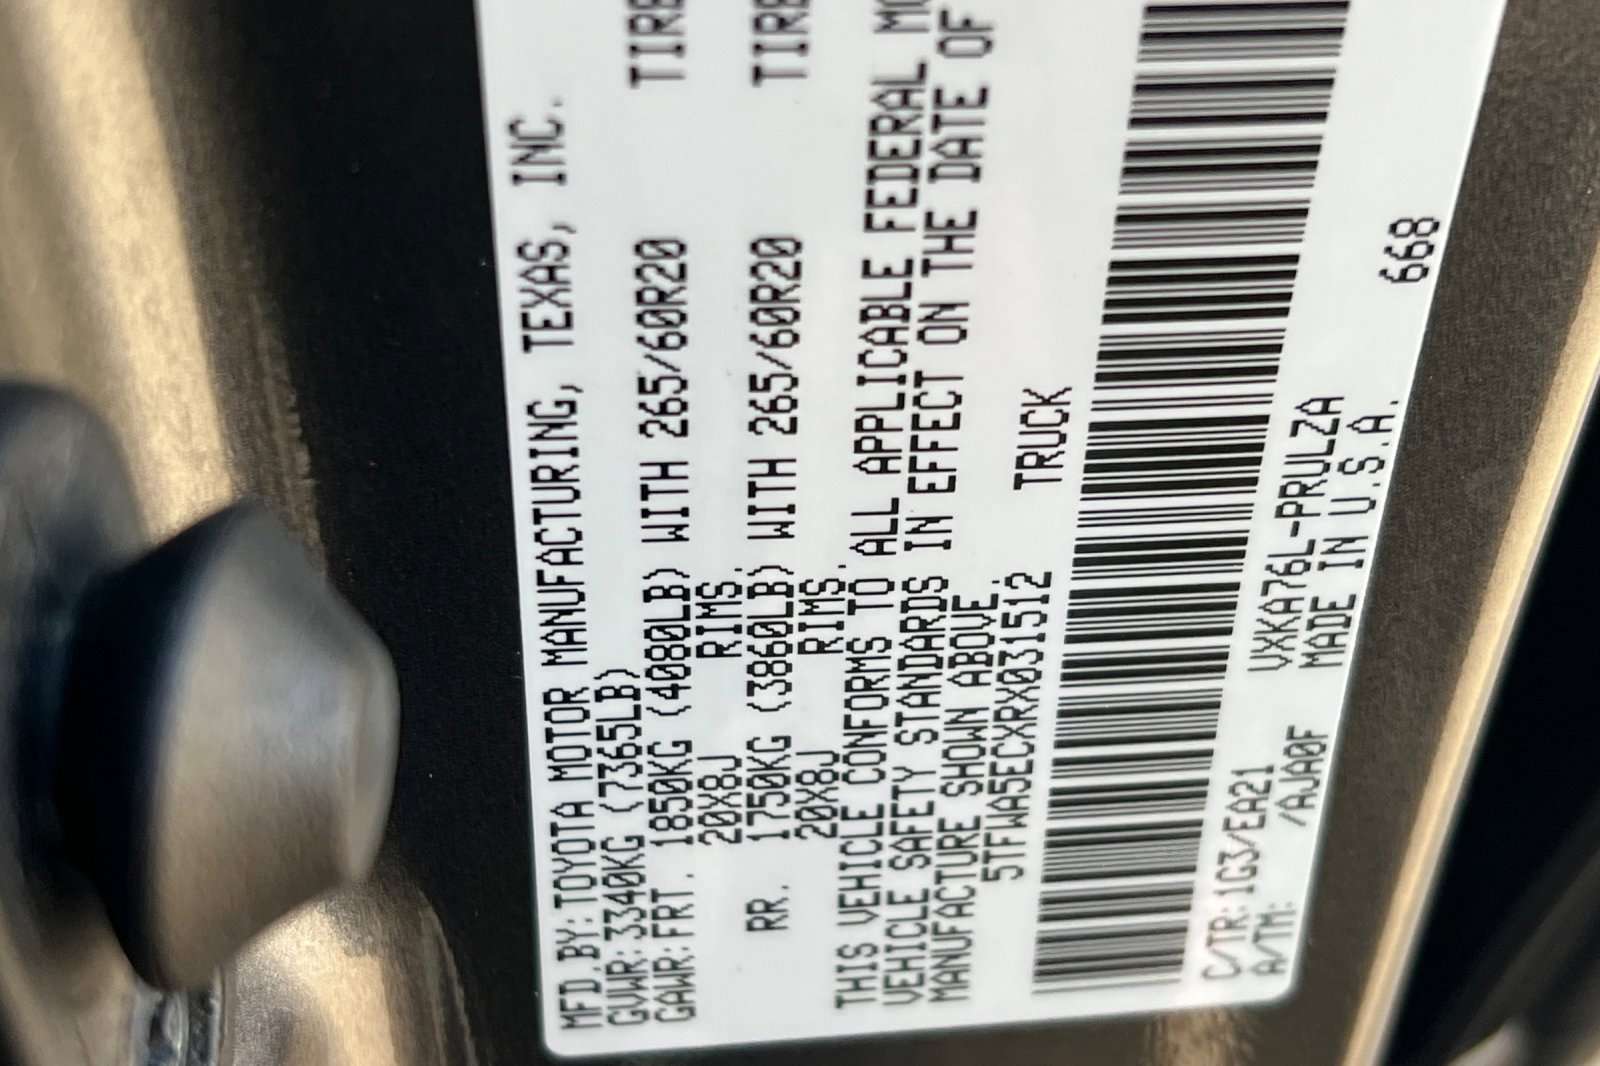 MFD.BY:TOYOTA MOTOR MANUFACTURING, TEXAS, INC.
GVWR:3340KG (7365LB)
GAWR:FRT. 1850KG (4080LB) WITH 265/60R20 TIRE
20X8J RIMS.
RR. 1750KG (3860LB) WITH 265/60R20 TIRE
20X8J RIMS.
THIS VEHICLE CONFORMS TO ALL APPLICABLE FEDERAL MO
VEHICLE SAFETY STANDARDS IN EFFECT ON THE DATE OF
MANUFACTURE SHOWN ABOVE.
5TFWA5ECXRX031512 TRUCK
C/TR:1G3/EA21 VXKA76L-PRULZA
A/TM: /AJA0F MADE IN U.S.A.
668